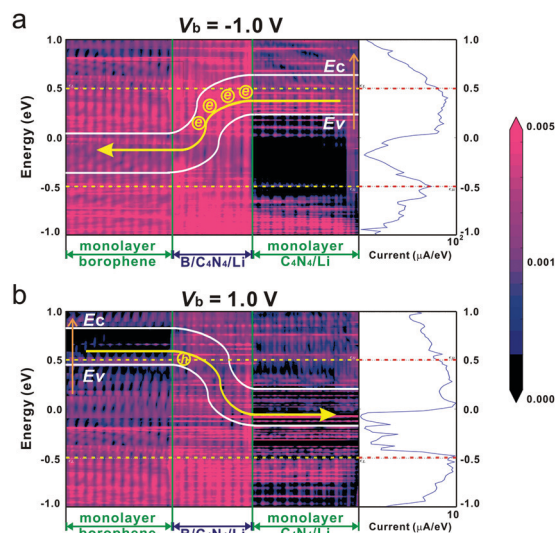 a
Vb = -1.0 V
1.0
0.5
0.0
-0.5
-1.0
Energy (eV)
Ec
Ev
e e e e
monolayer
borophene
B/C4N4/Li
monolayer
C4N4/Li
1.0
0.5
0.0
-0.5
-1.0
10²
Current (μA/eV)
0.005
0.001
0.000
b
Vb = 1.0 V
1.0
0.5
0.0
-0.5
-1.0
Energy (eV)
Ec
Ev
h
monolayer
borophene
B/C4N4/Li
monolayer
C4N4/Li
1.0
0.5
0.0
-0.5
-1.0
10
Current (μA/eV)